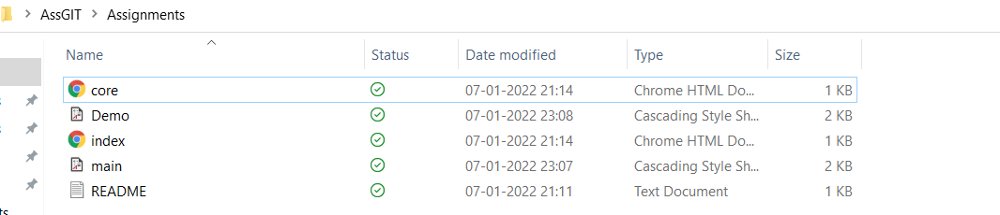 AssGIT > Assignments
Name Status Date modified Type Size
core 07-01-2022 21:14 Chrome HTML Do... 1 KB
Demo 07-01-2022 23:08 Cascading Style Sh... 2 KB
index 07-01-2022 21:14 Chrome HTML Do... 1 KB
main 07-01-2022 23:07 Cascading Style Sh... 2 KB
README 07-01-2022 21:11 Text Document 1 KB